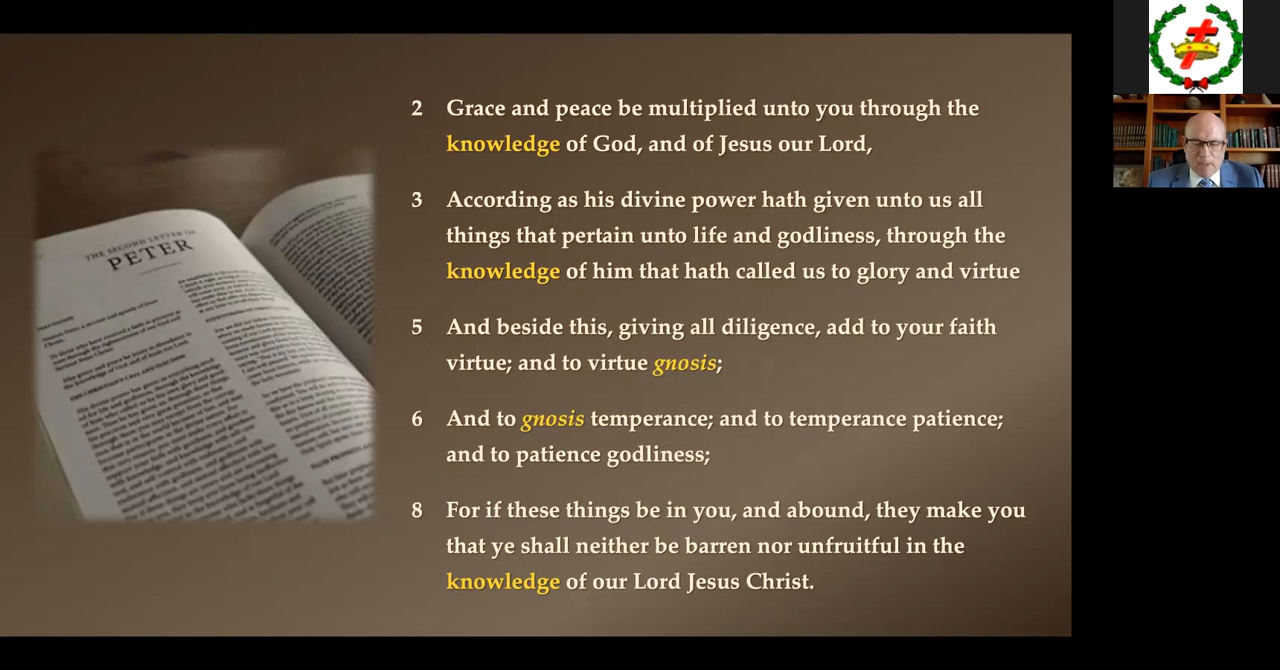 THE SECOND LETTER OF
PETER
2 Grace and peace be multiplied unto you through the
knowledge of God, and of Jesus our Lord,
3 According as his divine power hath given unto us all
things that pertain unto life and godliness, through the
knowledge of him that hath called us to glory and virtue
5 And beside this, giving all diligence, add to your faith
virtue; and to virtue gnosis;
6 And to gnosis temperance; and to temperance patience;
and to patience godliness;
8 For if these things be in you, and abound, they make you
that ye shall neither be barren nor unfruitful in the
knowledge of our Lord Jesus Christ.